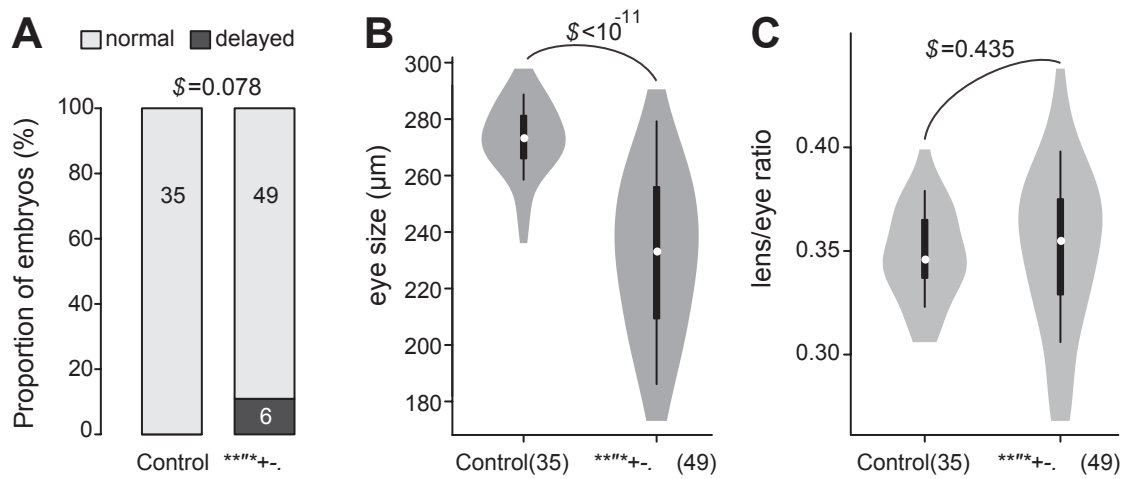 A
normal
delayed
$=0.078
Proportion of embryos (%)
100
80
60
40
20
0
35
49
6
Control
**"*+-.
B
$<10-11
eye size (µm)
300
280
260
240
220
200
180
Control(35)
**"*+-. (49)
C
$=0.435
lens/eye ratio
0.40
0.35
0.30
Control(35)
**"*+-. (49)